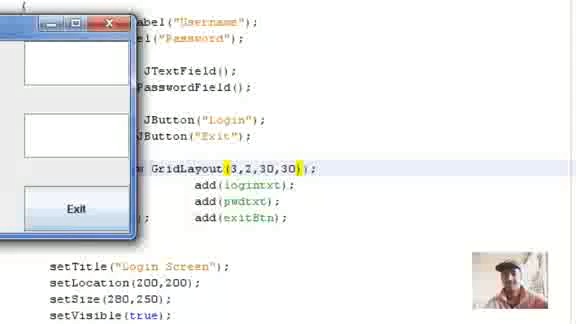 {
abel("Username");
el("Password");
JTextField();
PasswordField();
JButton("Login");
JButton("Exit");
w GridLayout(3,2,30,30));
add(logintxt);
add(pwdtxt);
); add(exitBtn);
Exit
setTitle("Login Screen");
setLocation(200,200);
setSize(280,250);
setVisible(true);